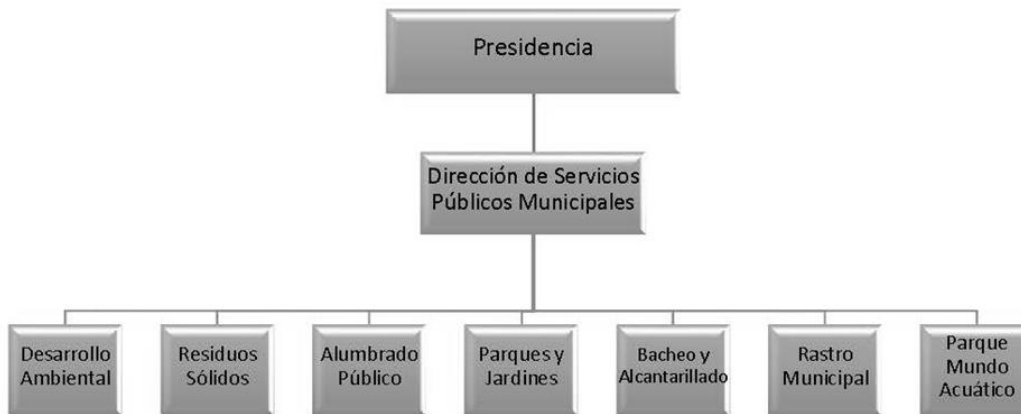 Presidencia
Dirección de Servicios
Públicos Municipales
Desarrollo
Ambiental
Residuos
Sólidos
Alumbrado
Público
Parques y
Jardines
Bacheo y
Alcantarillado
Rastro
Municipal
Parque
Mundo
Acuático